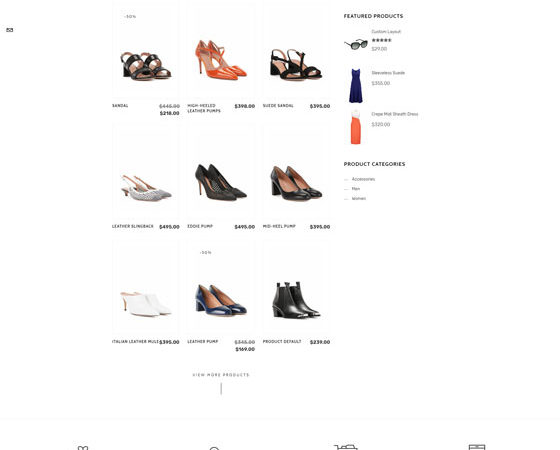 -50%
SANDAL $445.00
$218.00
HIGH-HEELED $398.00
LEATHER PUMPS
SUEDE SANDAL $395.00
LEATHER SLINGBACK $495.00
EDDIE PUMP $495.00
MID-HEEL PUMP $395.00
-50%
ITALIAN LEATHER MULE $395.00
LEATHER PUMP $345.00
$169.00
PRODUCT DEFAULT $239.00
VIEW MORE PRODUCTS
FEATURED PRODUCTS
Custom Layout
$29.00
Sleeveless Suede
$355.00
Crepe Midi Sheath Dress
$320.00
PRODUCT CATEGORIES
Accessories
Men
Women